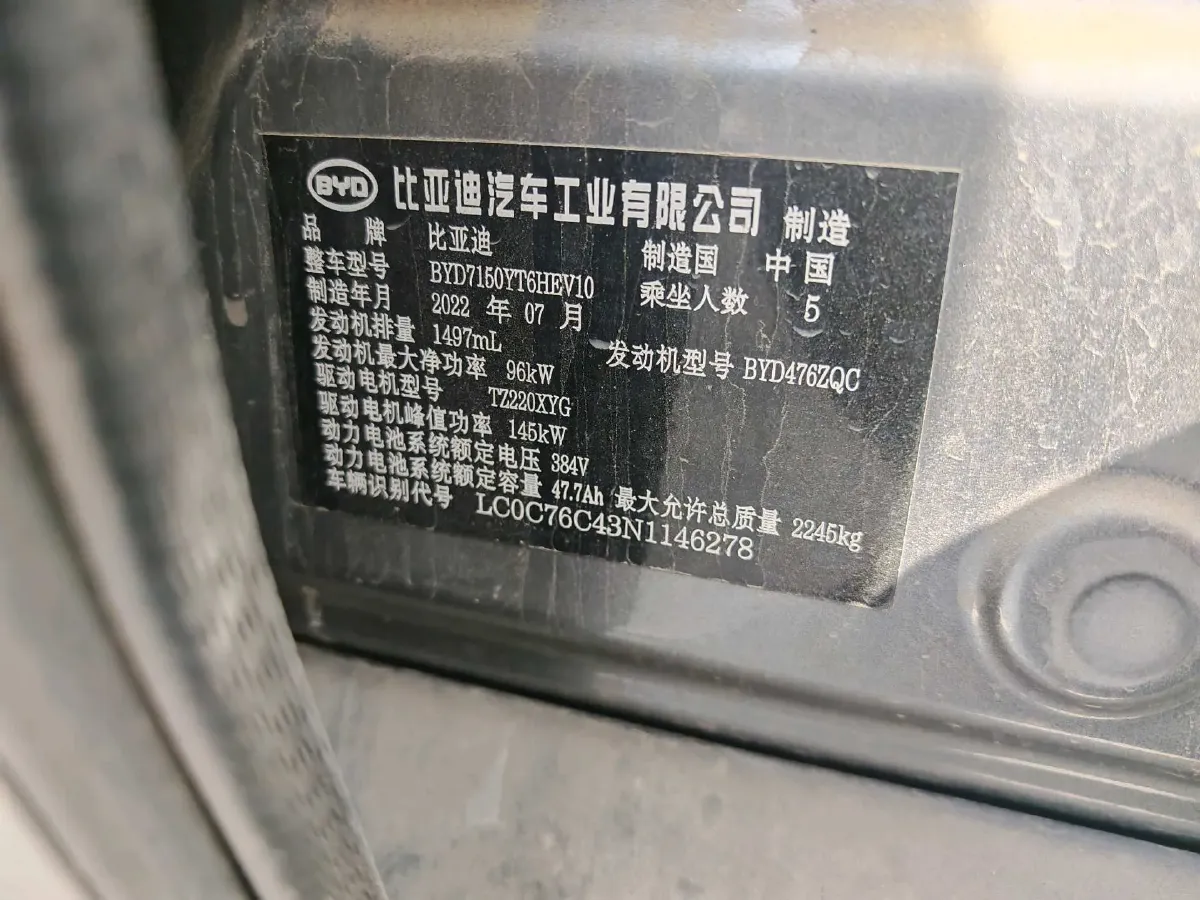 BYD 比亚迪汽车工业有限公司 制造
品牌 比亚迪 制造国 中国
整车型号 BYD7150YT6HEV10 乘坐人数 5
制造年月 2022 年 07 月
发动机排量 1497mL 发动机型号 BYD476ZQC
发动机最大净功率 96kW
驱动电机型号 TZ220XYG
驱动电机峰值功率 145kW
动力电池系统额定电压 384V
动力电池系统额定容量 47.7Ah 最大允许总质量 2245kg
车辆识别代号 LC0C76C43N1146278